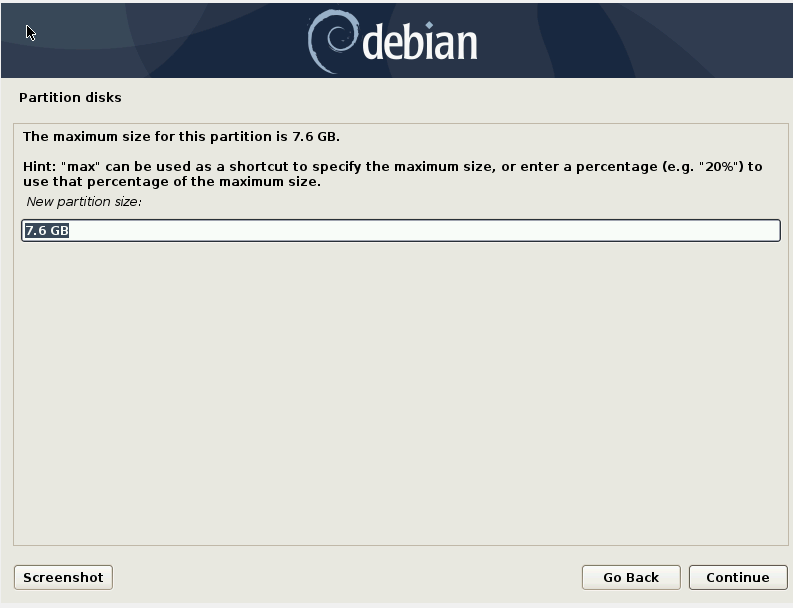 debian
Partition disks
The maximum size for this partition is 7.6 GB.
Hint: "max" can be used as a shortcut to specify the maximum size, or enter a percentage (e.g. "20%") to
use that percentage of the maximum size.
New partition size:
7.6 GB
Screenshot
Go Back
Continue